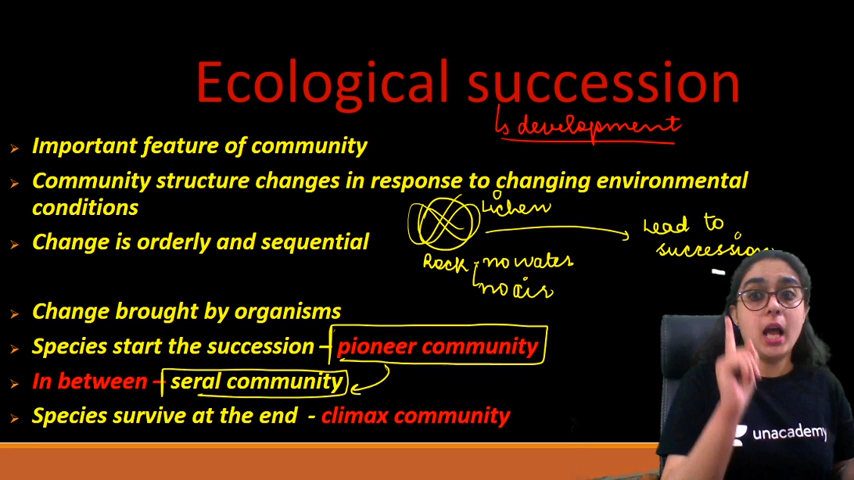 Ecological succession
↳ development
Important feature of community
Community structure changes in response to changing environmental
conditions
Lichen
Lead to
succession
Change is orderly and sequential
Rock - no water
no air
Change brought by organisms
Species start the succession – pioneer community
In between – seral community
Species survive at the end - climax community
unacademy